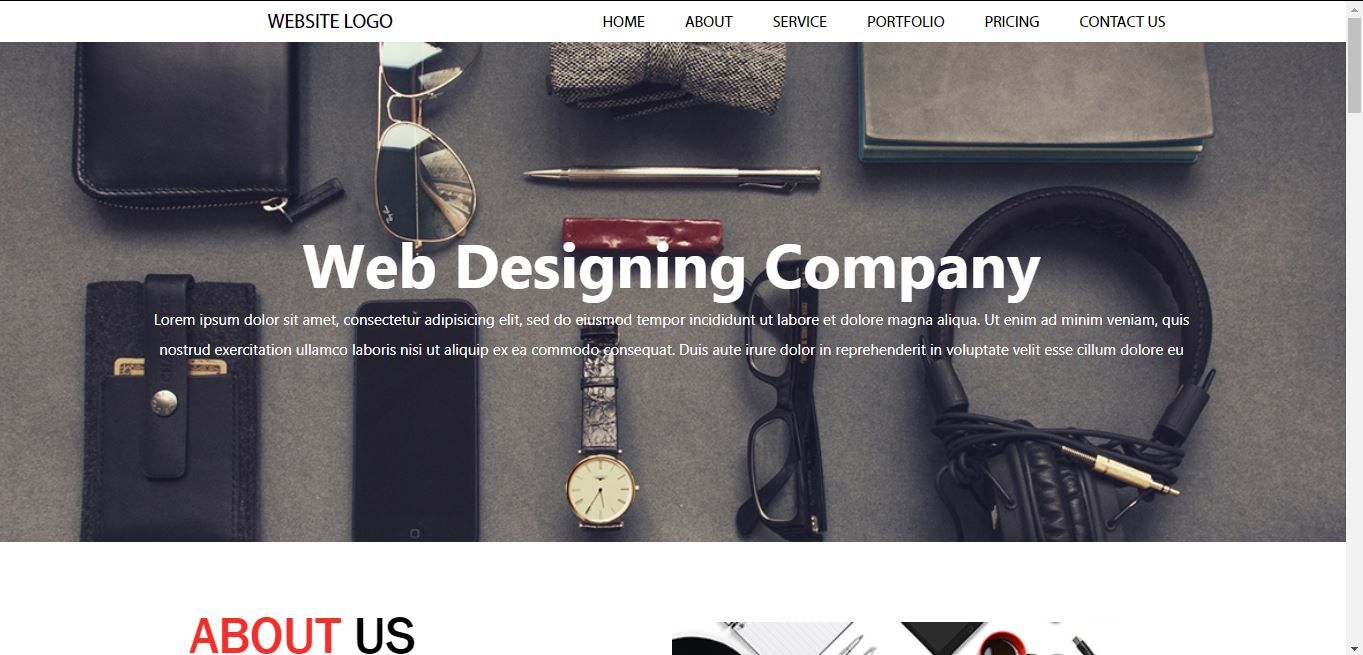 WEBSITE LOGO HOME ABOUT SERVICE PORTFOLIO PRICING CONTACT US
Web Designing Company
Lorem ipsum dolor sit amet, consectetur adipisicing elit, sed do eiusmod tempor incididunt ut labore et dolore magna aliqua. Ut enim ad minim veniam, quis
nostrud exercitation ullamco laboris nisi ut aliquip ex ea commodo consequat. Duis aute irure dolor in reprehenderit in voluptate velit esse cillum dolore eu
ABOUT US